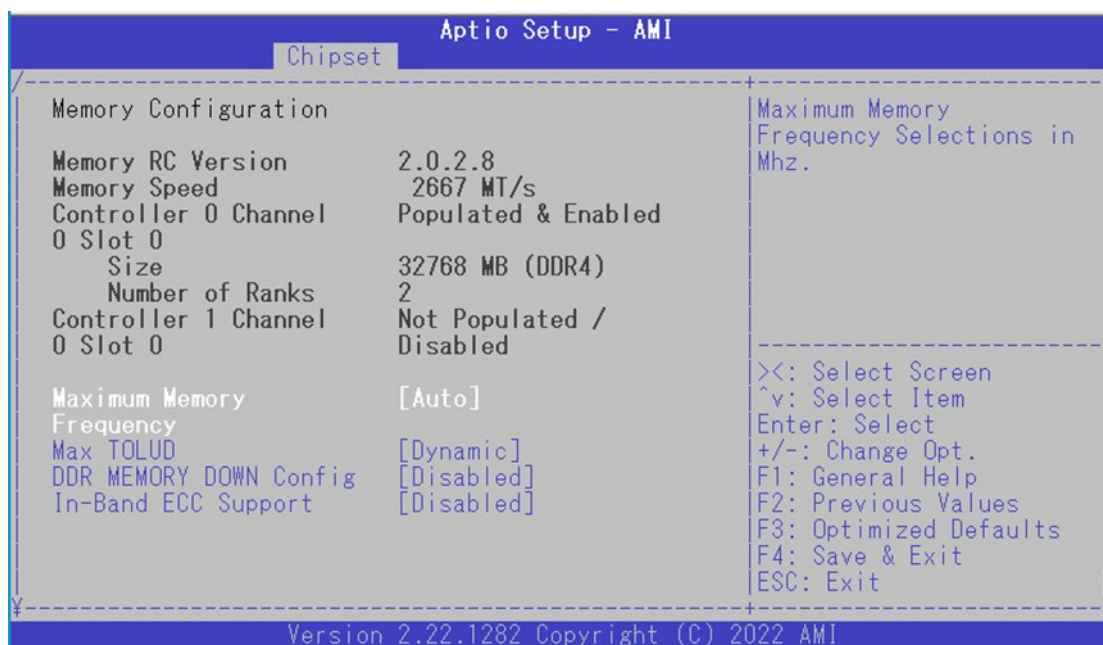 Aptio Setup - AMI
Chipset
Memory Configuration
Memory RC Version 2.0.2.8
Memory Speed 2667 MT/s
Controller 0 Channel Populated & Enabled
0 Slot 0
Size 32768 MB (DDR4)
Number of Ranks 2
Controller 1 Channel Not Populated /
0 Slot 0 Disabled
Maximum Memory [Auto]
Frequency
Max TOLUD [Dynamic]
DDR MEMORY DOWN Config [Disabled]
In-Band ECC Support [Disabled]
Maximum Memory
Frequency Selections in
Mhz.
><: Select Screen
^v: Select Item
Enter: Select
+/-: Change Opt.
F1: General Help
F2: Previous Values
F3: Optimized Defaults
F4: Save & Exit
ESC: Exit
Version 2.22.1282 Copyright (C) 2022 AMI